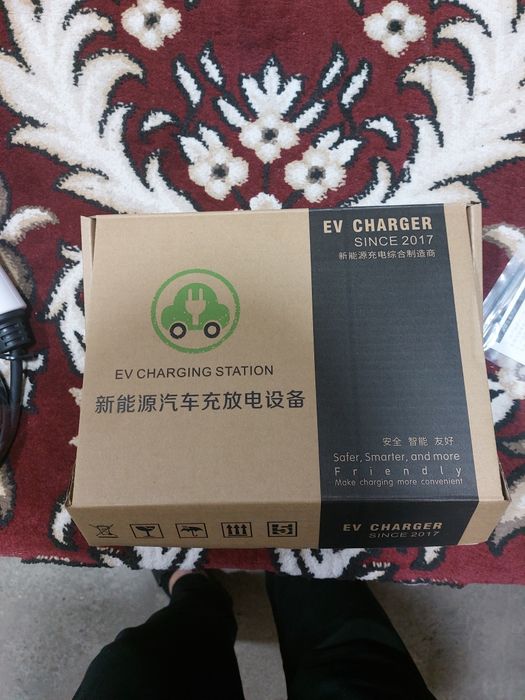 EV CHARGER
SINCE 2017
新能源充电综合制造商
EV CHARGING STATION
新能源汽车充放电设备
安全 智能 友好
Safer, Smarter, and more
Friendly
Make charging more convenient
5
EV CHARGER
SINCE 2017